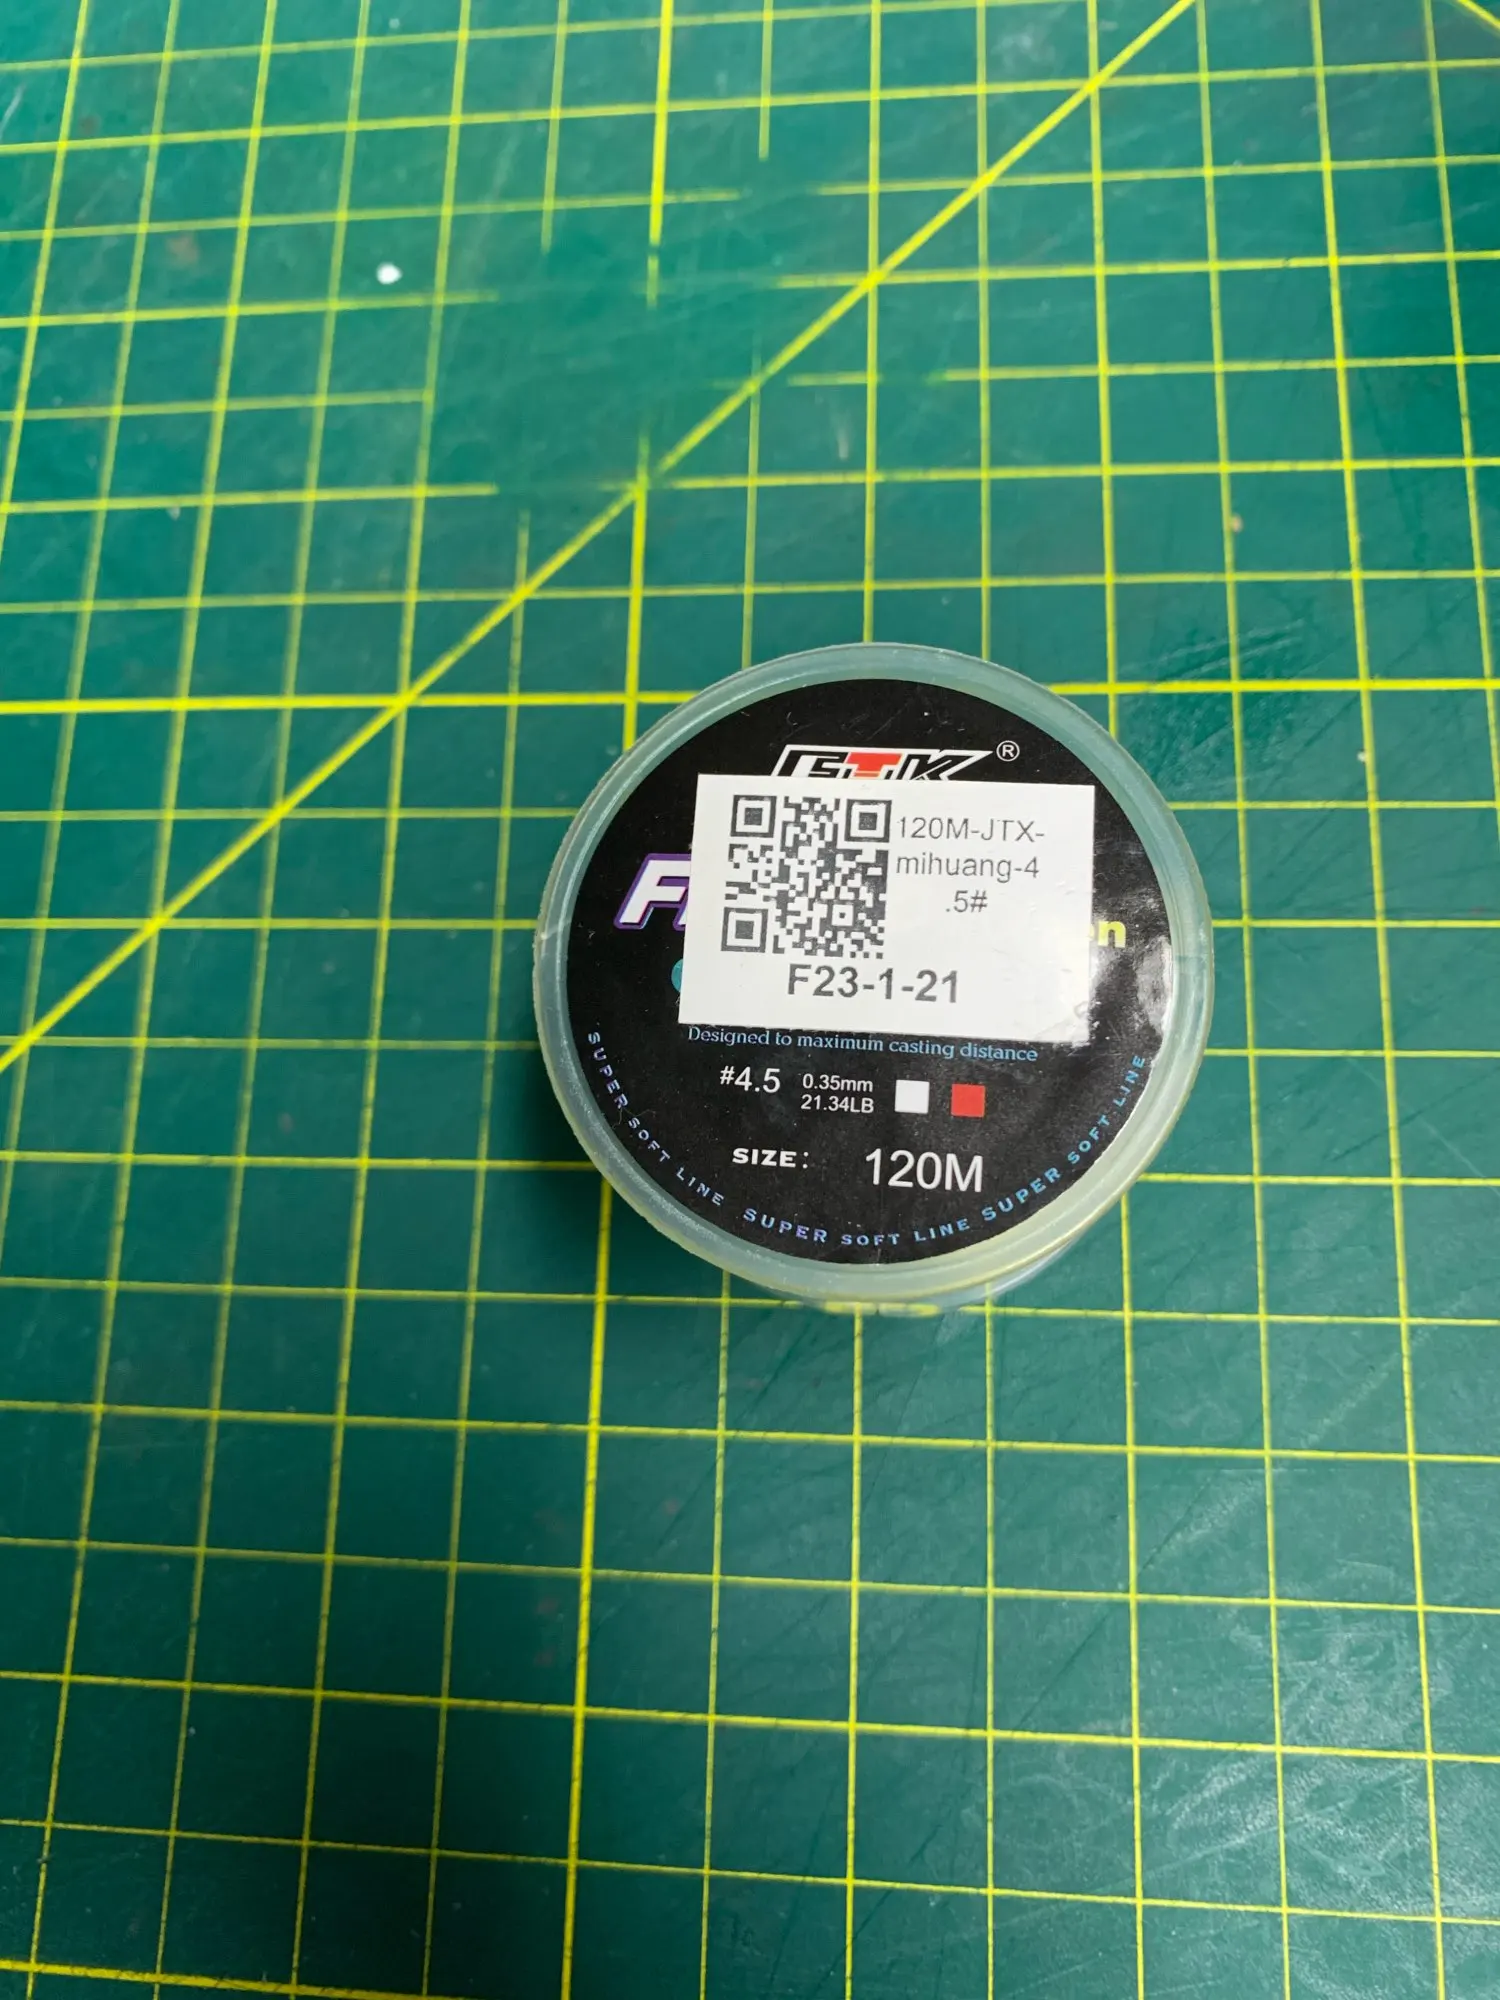 ®
120M-JTX-
mihuang-4
.5#
F23-1-21
Designed to maximum casting distance
#4.5 0.35mm
21.34LB
SIZE: 120M
SUPER SOFT LINE SUPER SOFT LINE SUPER SOFT LINE